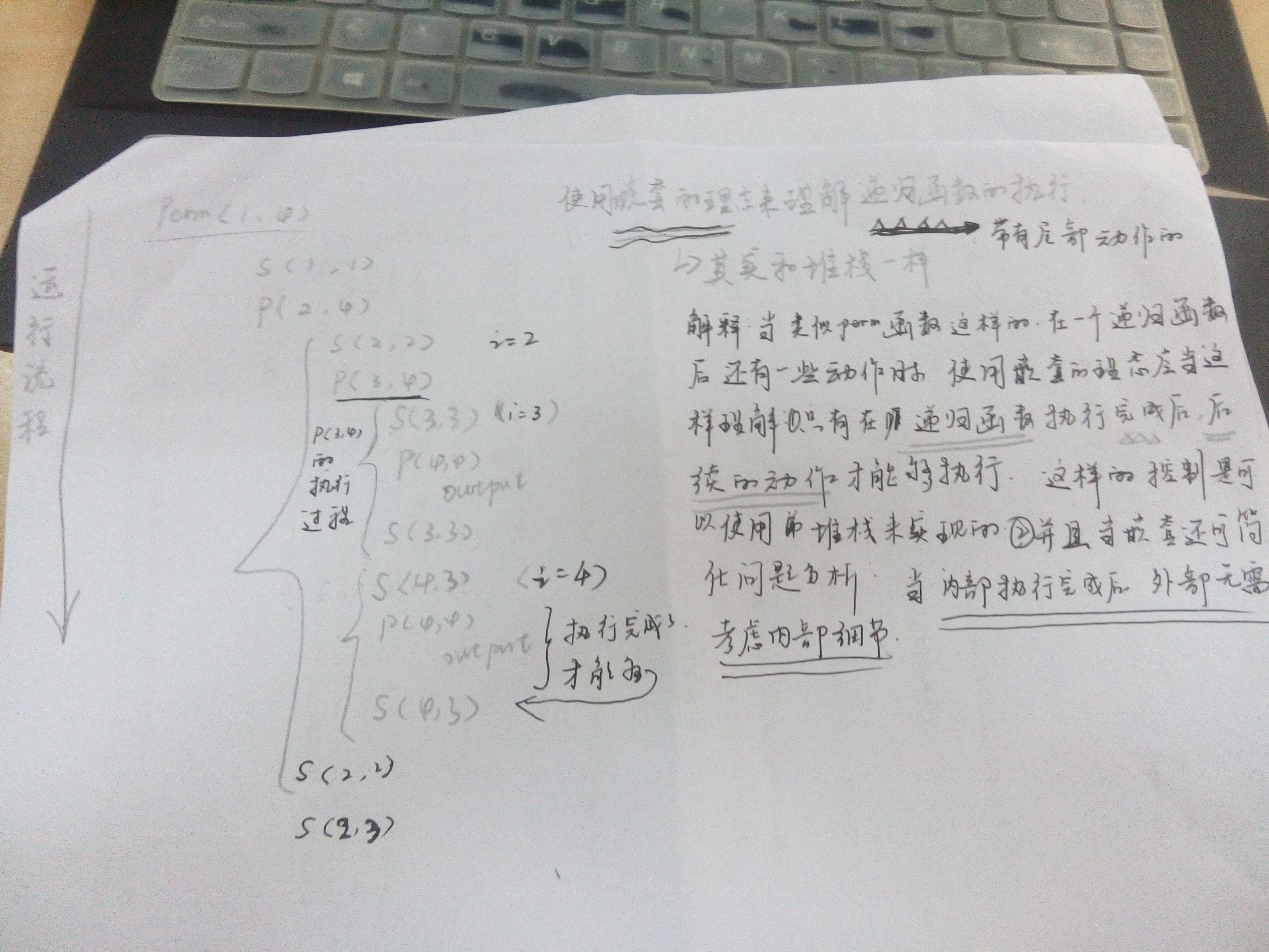 运行流程
Perm(1,4)
S(1,1)
P(2,4)
S(2,2) i=2
P(3,4)
P(3,4)
的
执行
过程
S(3,3) (i=3)
P(4,4)
output
S(3,3)
S(4,3) (i=4)
P(4,4)
output
执行完成了
才能
S(4,3)
S(2,2)
S(2,3)
使用嵌套的理念来理解递归函数的执行.
带有尾部动作的
其实和堆栈一样
解释:当类似perm函数这样的.在一个递归函数
后还有一些动作时.使用嵌套的理念应当这
样理解①只有在 递归函数执行完成后,后
续的动作才能够执行.这样的控制是可
以使用 堆栈来实现的②并且 嵌套还可简
化问题分析.当内部执行完成后 外部无需
考虑内部细节.